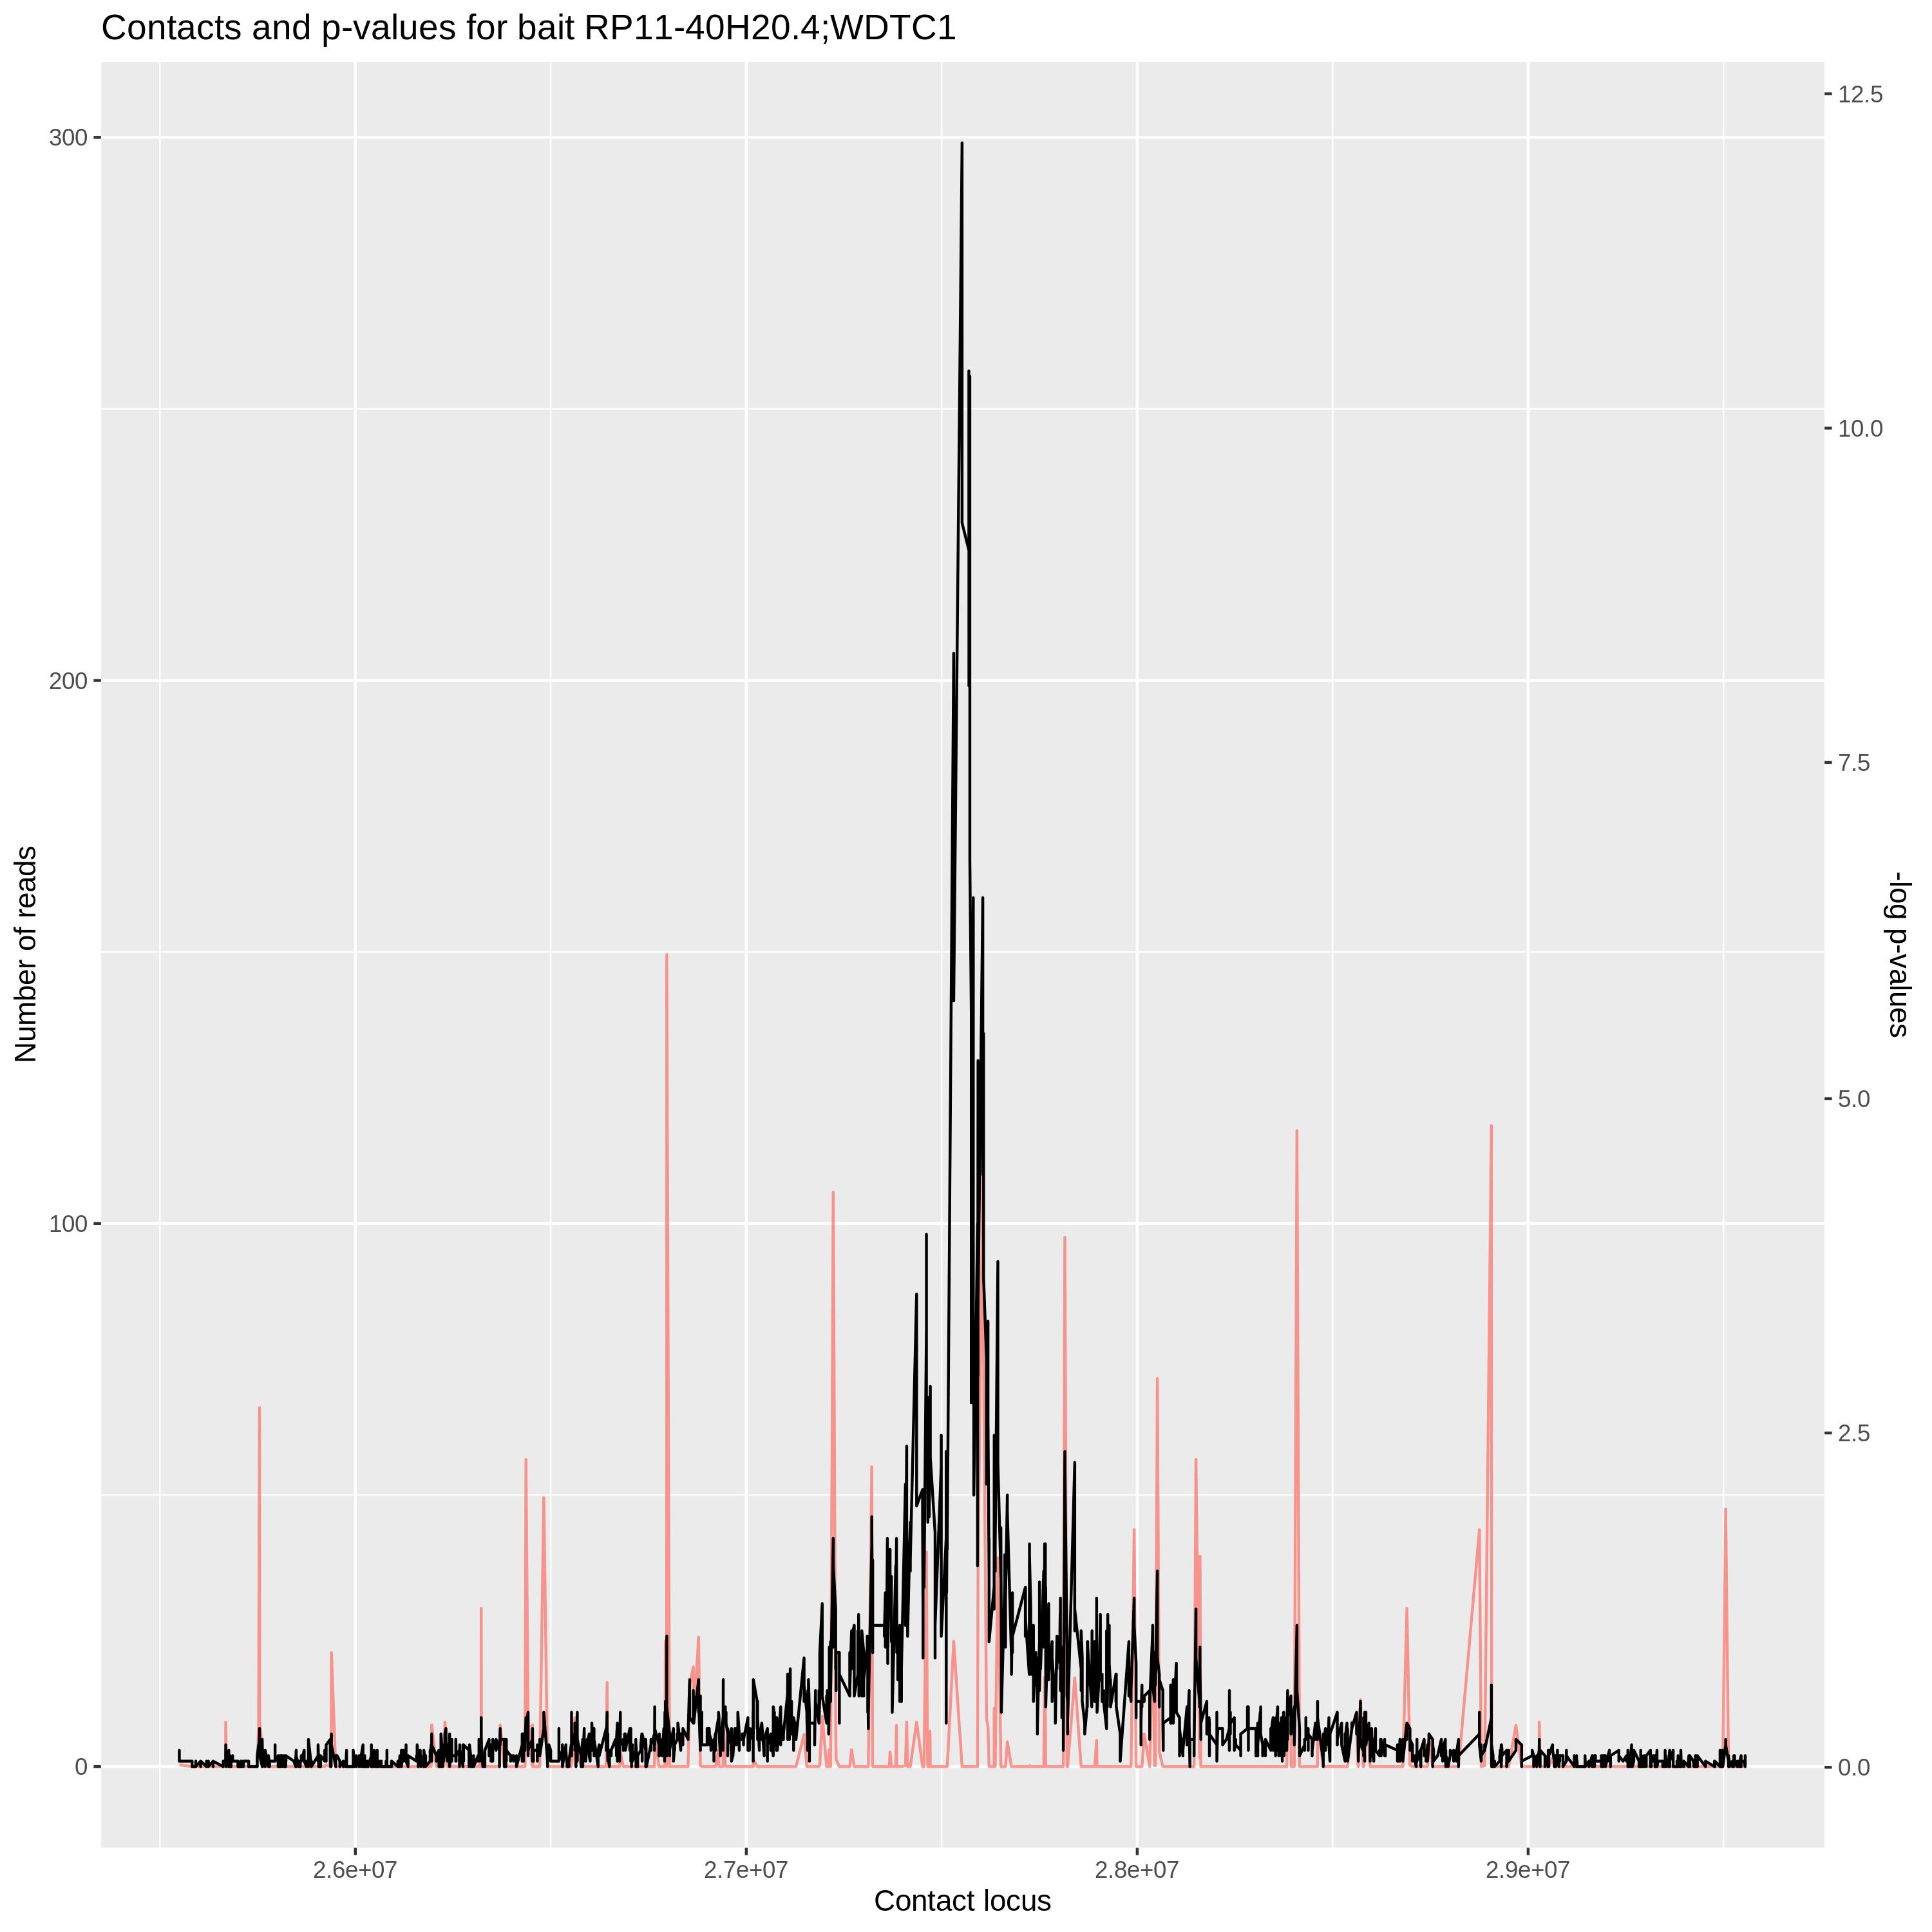 Contacts and p-values for bait RP11-40H20.4;WDTC1
300
200
100
0
Number of reads
12.5
10.0
7.5
5.0
2.5
0.0
-log p-values
2.6e+07
2.7e+07
2.8e+07
2.9e+07
Contact locus